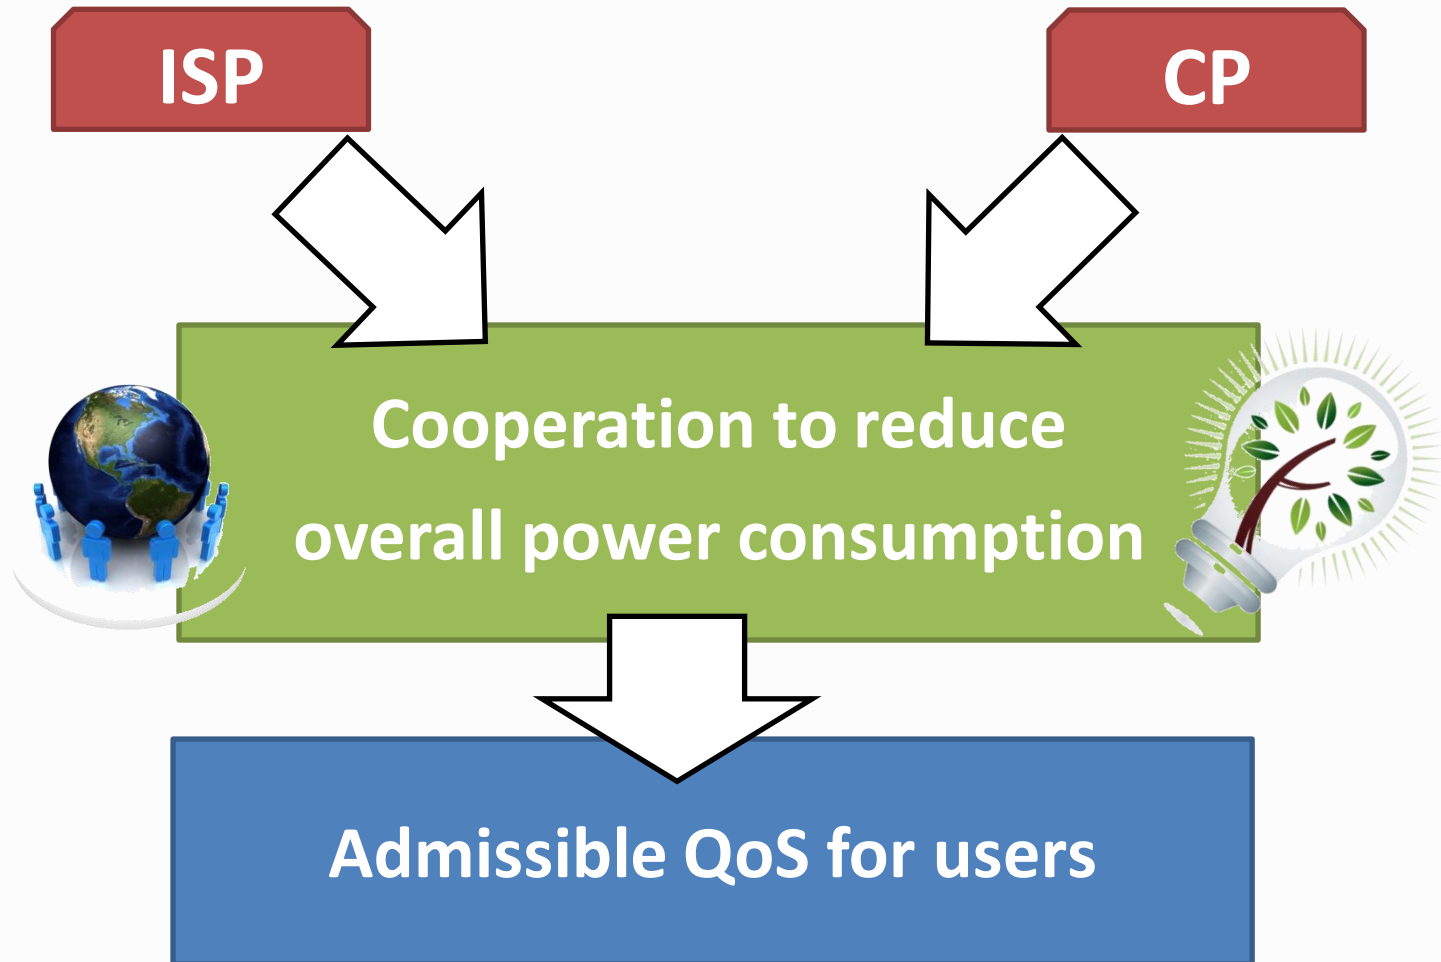 ISP
CP
Cooperation to reduce
overall power consumption
Admissible QoS for users